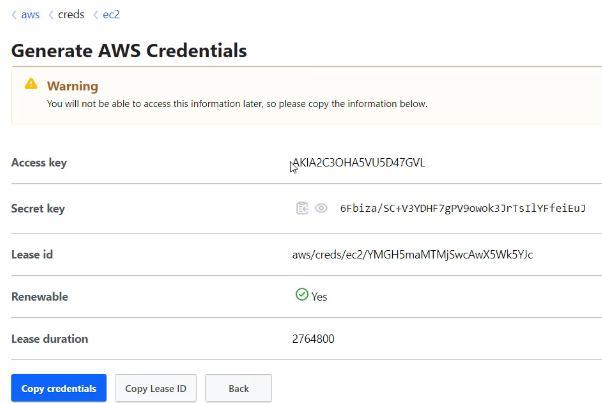 aws creds ec2
Generate AWS Credentials
Warning
You will not be able to access this information later, so please copy the information below.
Access key AKIA2C3OHA5VU5D47GVL
Secret key 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
Lease id aws/creds/ec2/YMGH5maMTMjSwcAwX5Wk5YJc
Renewable Yes
Lease duration 2764800
Copy credentials Copy Lease ID Back